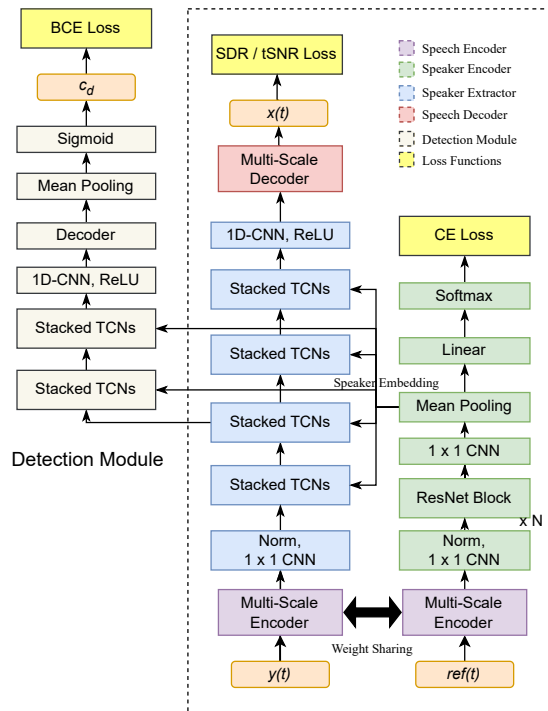 BCE Loss
c_d
Sigmoid
Mean Pooling
Decoder
1D-CNN, ReLU
Stacked TCNs
Stacked TCNs
Detection Module
SDR / tSNR Loss
x(t)
Multi-Scale
Decoder
1D-CNN, ReLU
Stacked TCNs
Stacked TCNs
Stacked TCNs
Stacked TCNs
Norm,
1 x 1 CNN
Multi-Scale
Encoder
y(t)
Speaker Embedding
Weight Sharing
Speech Encoder
Speaker Encoder
Speaker Extractor
Speech Decoder
Detection Module
Loss Functions
CE Loss
Softmax
Linear
Mean Pooling
1 x 1 CNN
ResNet Block
x N
Norm,
1 x 1 CNN
Multi-Scale
Encoder
ref(t)